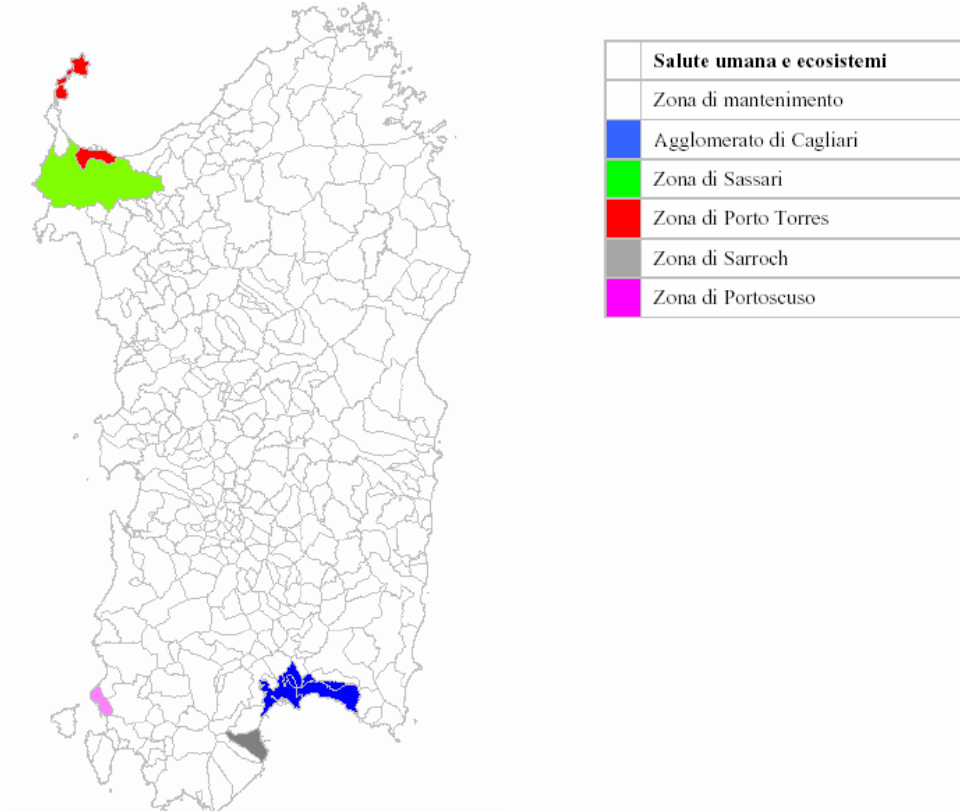 Salute umana e ecosistemi
Zona di mantenimento
Agglomerato di Cagliari
Zona di Sassari
Zona di Porto Torres
Zona di Sarroch
Zona di Portoscuso